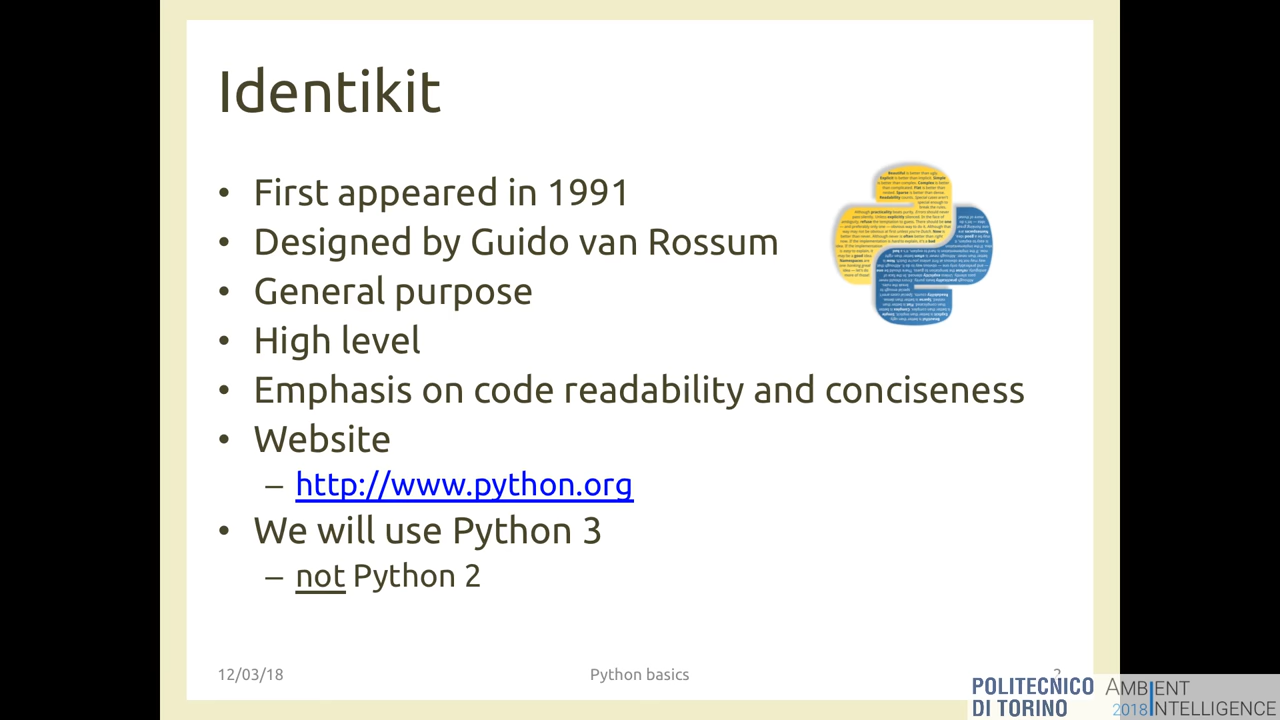 Identikit
• First appeared in 1991
• Designed by Guido van Rossum
General purpose
• High level
• Emphasis on code readability and conciseness
• Website
– http://www.python.org
• We will use Python 3
– not Python 2
12/03/18 Python basics 2
POLITECNICO
DI TORINO
AMBIENT
2018 INTELLIGENCE